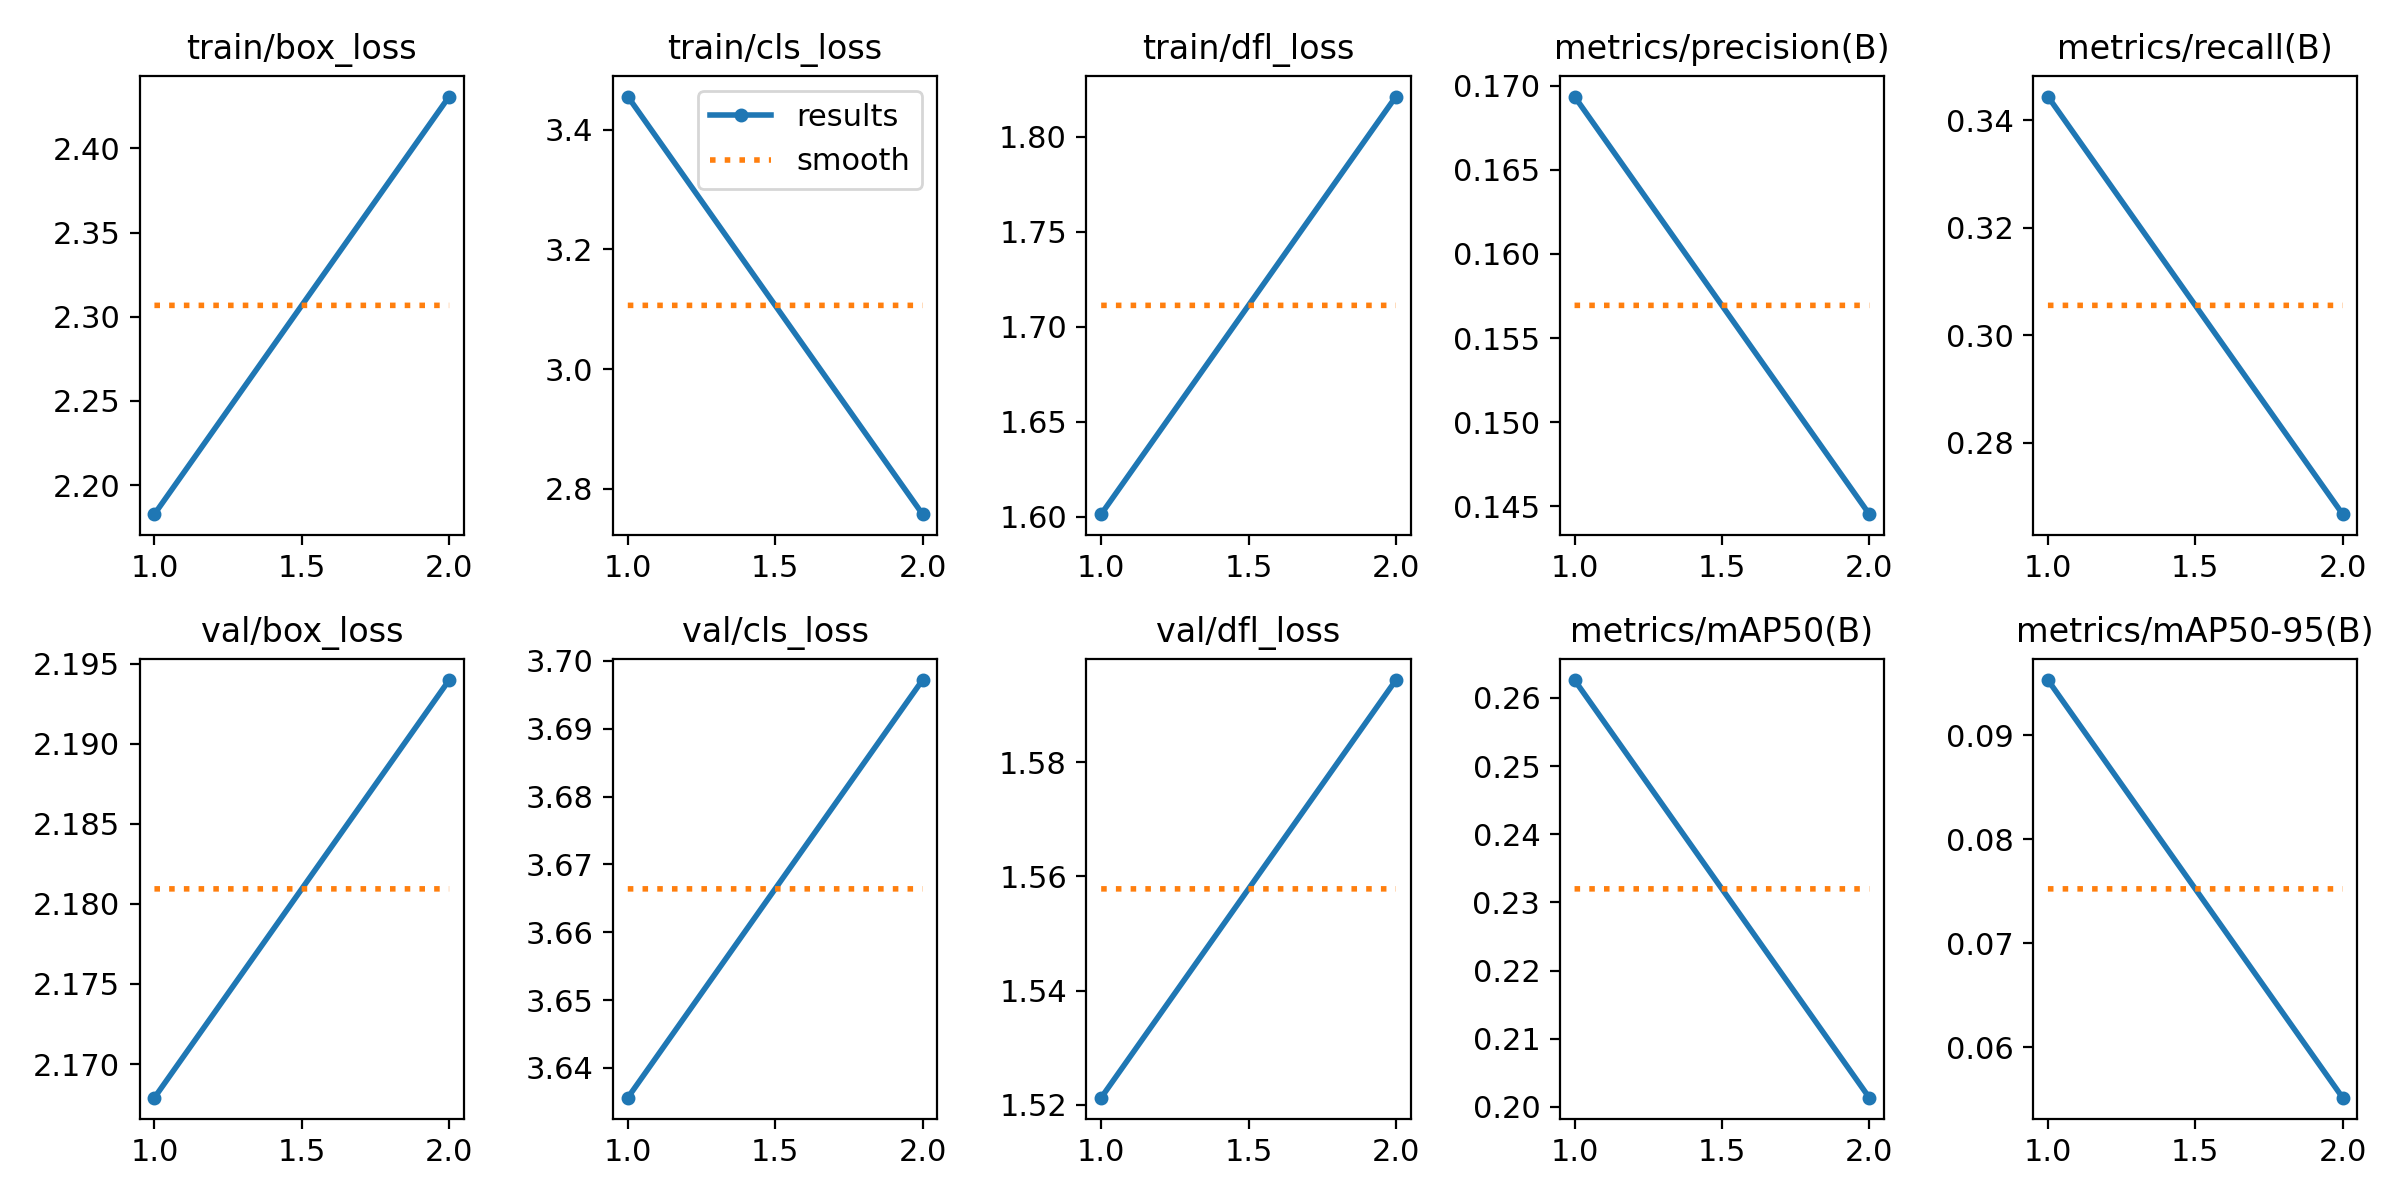 train/box_loss
2.40
2.35
2.30
2.25
2.20
1.0 1.5 2.0
train/cls_loss
results
smooth
3.4
3.2
3.0
2.8
1.0 1.5 2.0
train/dfl_loss
1.80
1.75
1.70
1.65
1.60
1.0 1.5 2.0
metrics/precision(B)
0.170
0.165
0.160
0.155
0.150
0.145
1.0 1.5 2.0
metrics/recall(B)
0.34
0.32
0.30
0.28
1.0 1.5 2.0
val/box_loss
2.195
2.190
2.185
2.180
2.175
2.170
1.0 1.5 2.0
val/cls_loss
3.70
3.69
3.68
3.67
3.66
3.65
3.64
1.0 1.5 2.0
val/dfl_loss
1.58
1.56
1.54
1.52
1.0 1.5 2.0
metrics/mAP50(B)
0.26
0.25
0.24
0.23
0.22
0.21
0.20
1.0 1.5 2.0
metrics/mAP50-95(B)
0.09
0.08
0.07
0.06
1.0 1.5 2.0